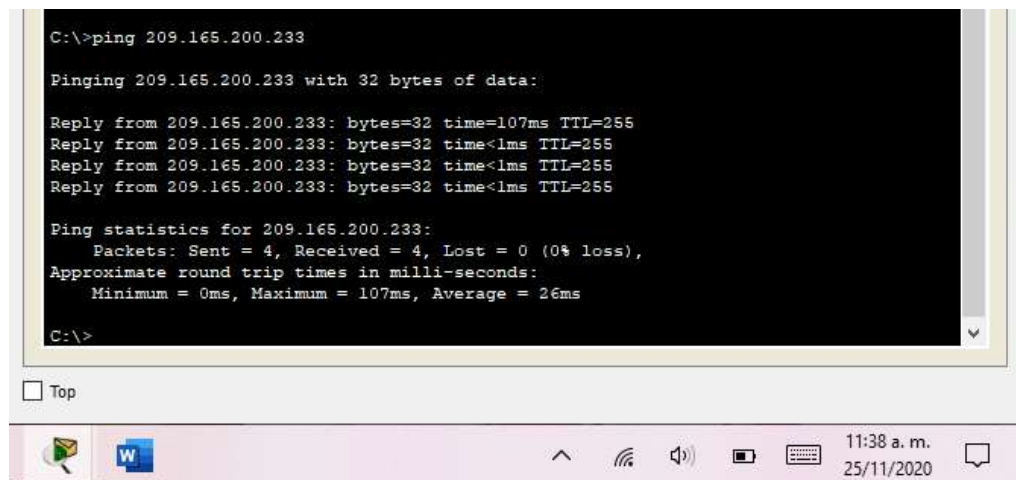 C:\>ping 209.165.200.233
Pinging 209.165.200.233 with 32 bytes of data:
Reply from 209.165.200.233: bytes=32 time=107ms TTL=255
Reply from 209.165.200.233: bytes=32 time<1ms TTL=255
Reply from 209.165.200.233: bytes=32 time<1ms TTL=255
Reply from 209.165.200.233: bytes=32 time<1ms TTL=255
Ping statistics for 209.165.200.233:
Packets: Sent = 4, Received = 4, Lost = 0 (0% loss),
Approximate round trip times in milli-seconds:
Minimum = 0ms, Maximum = 107ms, Average = 26ms
C:\>
Top
W
11:38 a. m.
25/11/2020